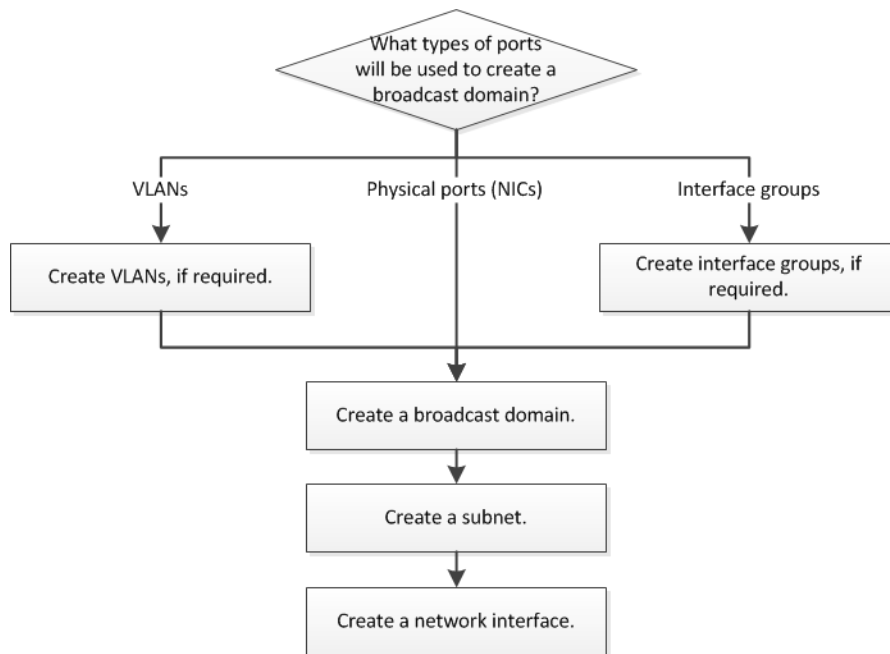 What types of ports
will be used to create a
broadcast domain?
VLANs
Physical ports (NICs)
Interface groups
Create VLANs, if required.
Create interface groups, if
required.
Create a broadcast domain.
Create a subnet.
Create a network interface.